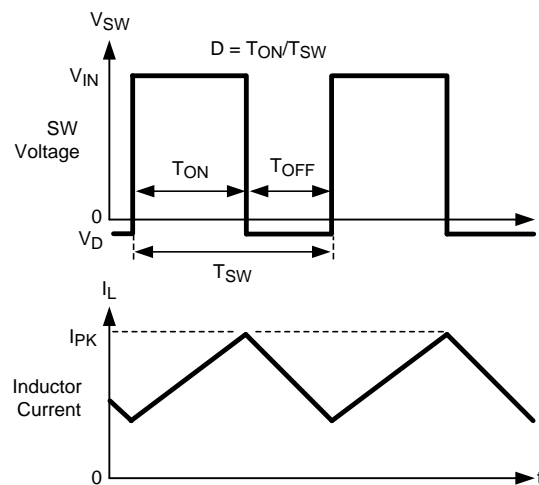 VSW
D = TON/TSW
VIN
SW
Voltage
TON
TOFF
0
VD
TSW
IL
IPK
Inductor
Current
0
t